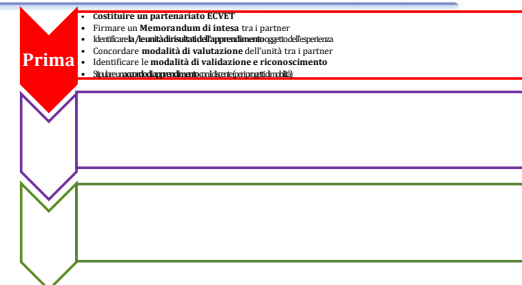 Prima
• Costituire un partenariato ECVET
• Firmare un Memorandum di intesa tra i partner
• Identificare la /le unità di risultati dell'apprendimento oggetto dell'esperienza
• Concordare modalità di valutazione dell'unità tra i partner
• Identificare le modalità di validazione e riconoscimento
• Stipulare un accordo di apprendimento con il discente (per i progetti di mobilità)